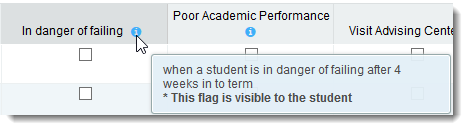 Poor Academic Performance
In danger of failing
Visit Advising Cente
when a student is in danger of failing after 4
weeks in to term
* This flag is visible to the student